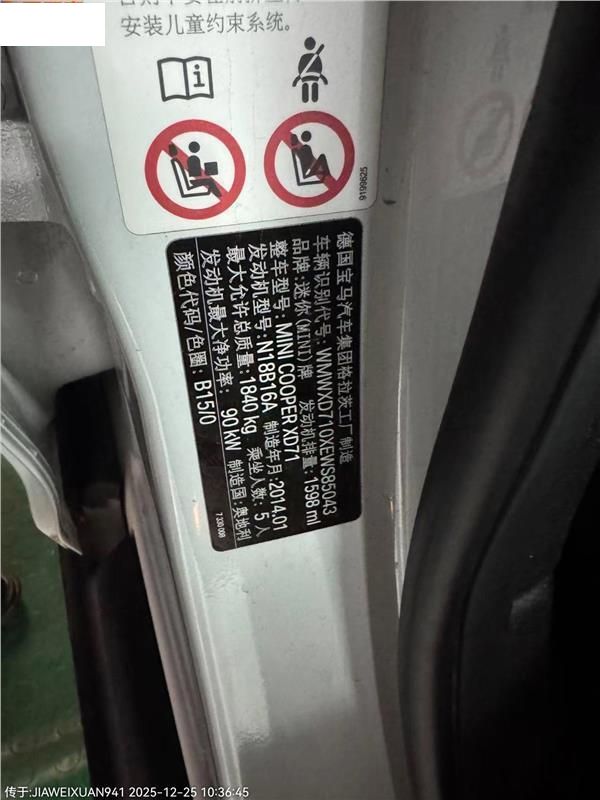 安装儿童约束系统。
9199625
德国宝马汽车集团格拉茨工厂制造
车辆识别代号: WMWXD710XEWS85043
品牌: 迷你(MINI)牌 发动机排量: 1598 ml
整车型号: MINI COOPER XD71
发动机型号: N18B16A 制造年月: 2014.01
最大允许总质量: 1840 kg 乘坐人数: 5人
发动机最大净功率: 90 kW 制造国: 奥地利
颜色代码/色圈: B15/0
7 330 008
传于:JIAWEIXUAN941 2025-12-25 10:36:45